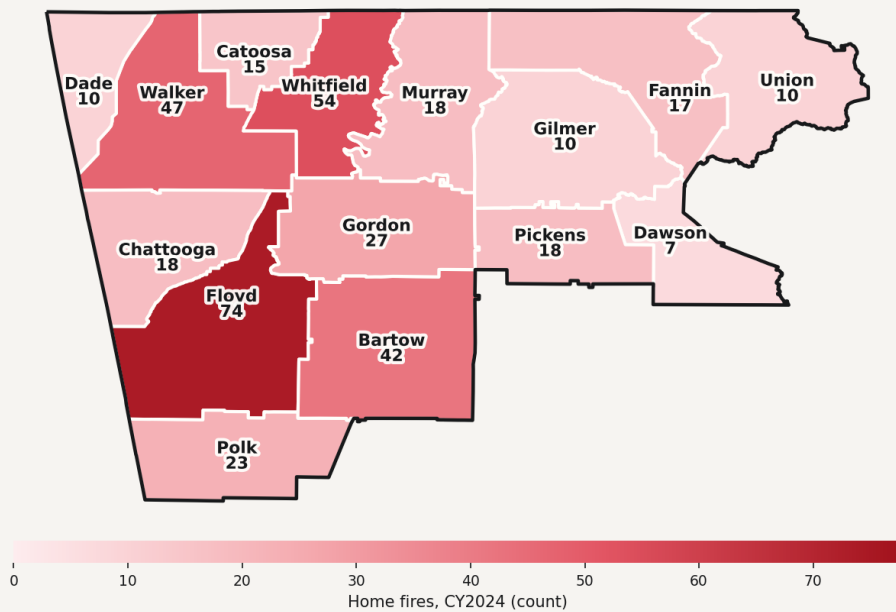 Dade
10
Walker
47
Catoosa
15
Whitfield
54
Murray
18
Fannin
17
Union
10
Gilmer
10
Chattooga
18
Gordon
27
Pickens
18
Dawson
7
Floyd
74
Bartow
42
Polk
23
0 10 20 30 40 50 60 70
Home fires, CY2024 (count)